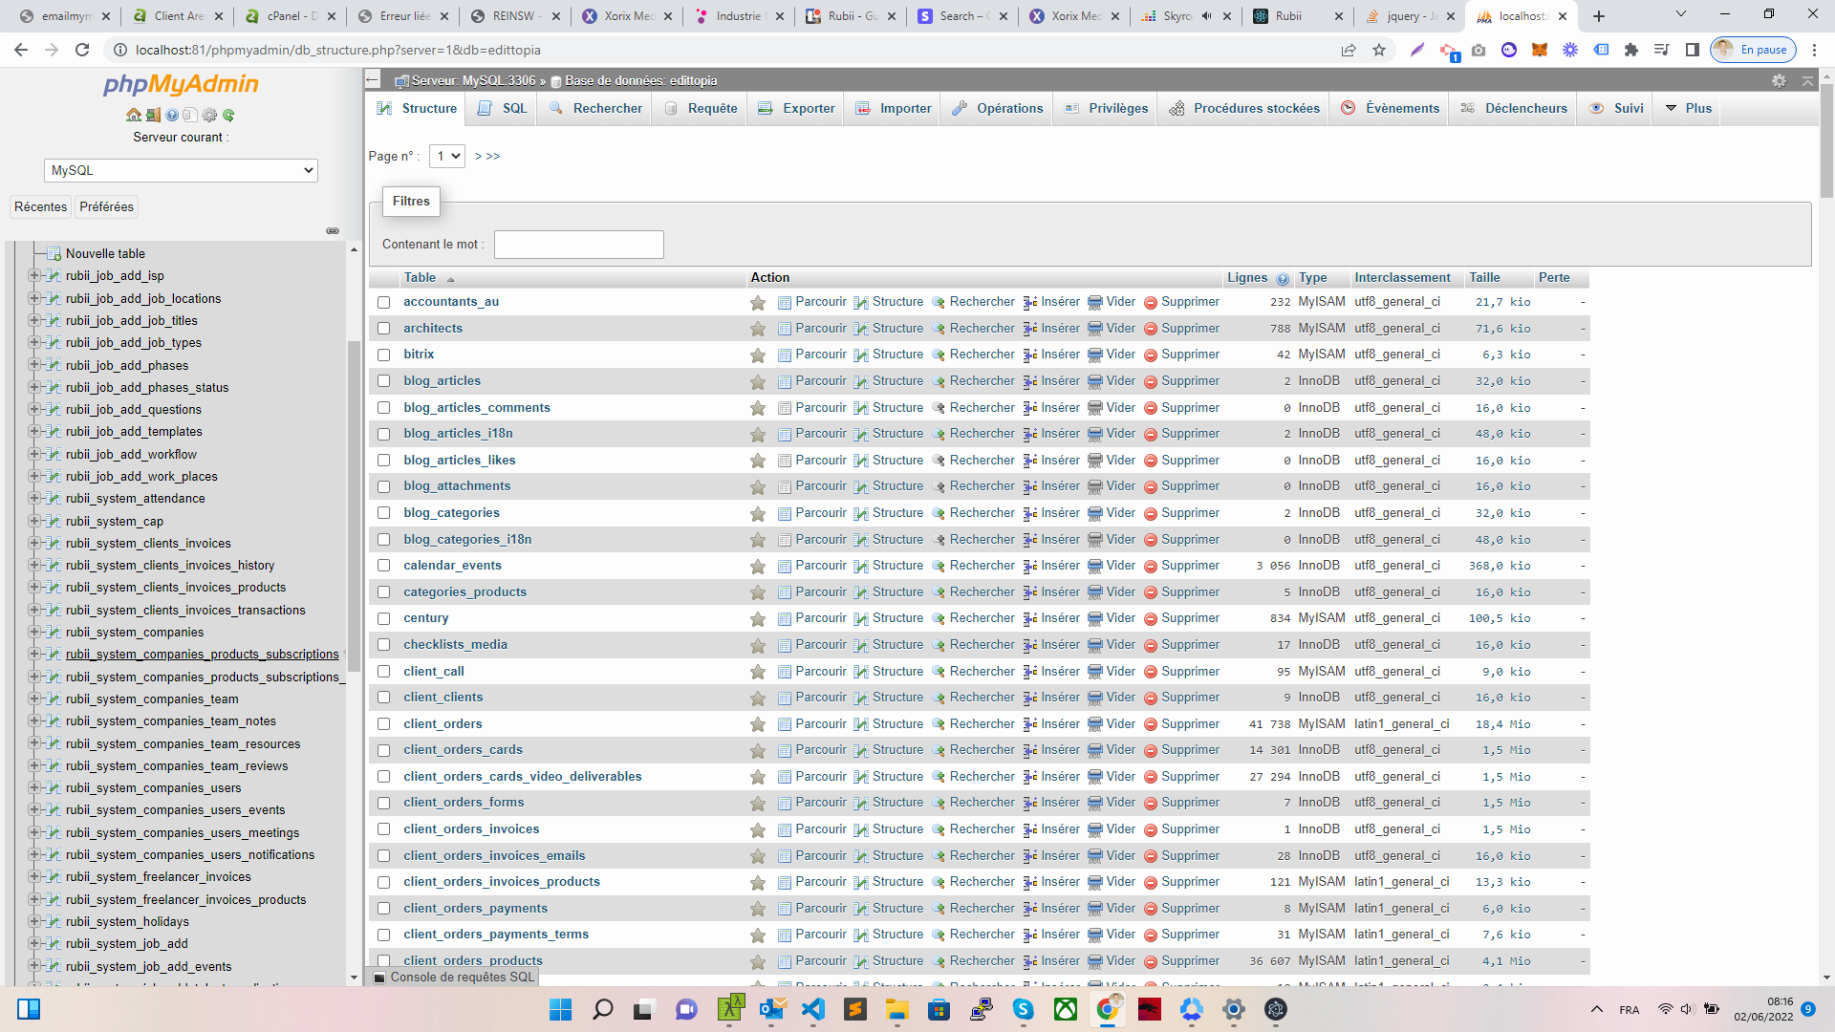 emailmy
Client Are
cPanel - D
Erreur liée
REINSW -
Xorix Med
Industrie N
Rubii - Gu
Search – C
Xorix Med
Skyro
Rubii
jquery - Ja
localhost:
localhost:81/phpmyadmin/db_structure.php?server=1&db=edittopia
1
En pause
phpMyAdmin
Serveur courant :
MySQL
Récentes
Préférées
Nouvelle table
rubii_job_add_isp
rubii_job_add_job_locations
rubii_job_add_job_titles
rubii_job_add_job_types
rubii_job_add_phases
rubii_job_add_phases_status
rubii_job_add_questions
rubii_job_add_templates
rubii_job_add_workflow
rubii_job_add_work_places
rubii_system_attendance
rubii_system_cap
rubii_system_clients_invoices
rubii_system_clients_invoices_history
rubii_system_clients_invoices_products
rubii_system_clients_invoices_transactions
rubii_system_companies
rubii_system_companies_products_subscriptions
rubii_system_companies_products_subscriptions_
rubii_system_companies_team
rubii_system_companies_team_notes
rubii_system_companies_team_resources
rubii_system_companies_team_reviews
rubii_system_companies_users
rubii_system_companies_users_events
rubii_system_companies_users_meetings
rubii_system_companies_users_notifications
rubii_system_freelancer_invoices
rubii_system_freelancer_invoices_products
rubii_system_holidays
rubii_system_job_add
rubii_system_job_add_events
Serveur: MySQL:3306 » Base de données: edittopia
Structure SQL Rechercher Requête Exporter Importer Opérations Privilèges Procédures stockées Évènements Déclencheurs Suivi Plus
Page n° : 1 > >>
Filtres
Contenant le mot :
Table Action Lignes Type Interclassement Taille Perte
accountants_au Parcourir Structure Rechercher Insérer Vider Supprimer 232 MyISAM utf8_general_ci 21,7 kio -
architects Parcourir Structure Rechercher Insérer Vider Supprimer 788 MyISAM utf8_general_ci 71,6 kio -
bitrix Parcourir Structure Rechercher Insérer Vider Supprimer 42 MyISAM utf8_general_ci 6,3 kio -
blog_articles Parcourir Structure Rechercher Insérer Vider Supprimer 2 InnoDB utf8_general_ci 32,0 kio -
blog_articles_comments Parcourir Structure Rechercher Insérer Vider Supprimer 0 InnoDB utf8_general_ci 16,0 kio -
blog_articles_i18n Parcourir Structure Rechercher Insérer Vider Supprimer 2 InnoDB utf8_general_ci 48,0 kio -
blog_articles_likes Parcourir Structure Rechercher Insérer Vider Supprimer 0 InnoDB utf8_general_ci 16,0 kio -
blog_attachments Parcourir Structure Rechercher Insérer Vider Supprimer 0 InnoDB utf8_general_ci 16,0 kio -
blog_categories Parcourir Structure Rechercher Insérer Vider Supprimer 2 InnoDB utf8_general_ci 32,0 kio -
blog_categories_i18n Parcourir Structure Rechercher Insérer Vider Supprimer 0 InnoDB utf8_general_ci 48,0 kio -
calendar_events Parcourir Structure Rechercher Insérer Vider Supprimer 3 056 InnoDB utf8_general_ci 368,0 kio -
categories_products Parcourir Structure Rechercher Insérer Vider Supprimer 5 InnoDB utf8_general_ci 16,0 kio -
century Parcourir Structure Rechercher Insérer Vider Supprimer 834 MyISAM utf8_general_ci 100,5 kio -
checklists_media Parcourir Structure Rechercher Insérer Vider Supprimer 17 InnoDB utf8_general_ci 16,0 kio -
client_call Parcourir Structure Rechercher Insérer Vider Supprimer 95 MyISAM utf8_general_ci 9,0 kio -
client_clients Parcourir Structure Rechercher Insérer Vider Supprimer 9 InnoDB utf8_general_ci 16,0 kio -
client_orders Parcourir Structure Rechercher Insérer Vider Supprimer 41 738 MyISAM latin1_general_ci 18,4 Mio -
client_orders_cards Parcourir Structure Rechercher Insérer Vider Supprimer 14 301 InnoDB utf8_general_ci 1,5 Mio -
client_orders_cards_video_deliverables Parcourir Structure Rechercher Insérer Vider Supprimer 27 294 InnoDB utf8_general_ci 1,5 Mio -
client_orders_forms Parcourir Structure Rechercher Insérer Vider Supprimer 7 InnoDB utf8_general_ci 1,5 Mio -
client_orders_invoices Parcourir Structure Rechercher Insérer Vider Supprimer 1 InnoDB utf8_general_ci 1,5 Mio -
client_orders_invoices_emails Parcourir Structure Rechercher Insérer Vider Supprimer 28 InnoDB utf8_general_ci 16,0 kio -
client_orders_invoices_products Parcourir Structure Rechercher Insérer Vider Supprimer 121 MyISAM latin1_general_ci 13,3 kio -
client_orders_payments Parcourir Structure Rechercher Insérer Vider Supprimer 8 MyISAM latin1_general_ci 6,0 kio -
client_orders_payments_terms Parcourir Structure Rechercher Insérer Vider Supprimer 31 MyISAM latin1_general_ci 7,6 kio -
client_orders_products Parcourir Structure Rechercher Insérer Vider Supprimer 36 607 MyISAM latin1_general_ci 4,1 Mio -
Console de requêtes SQL
FRA
08:16
02/06/2022
9